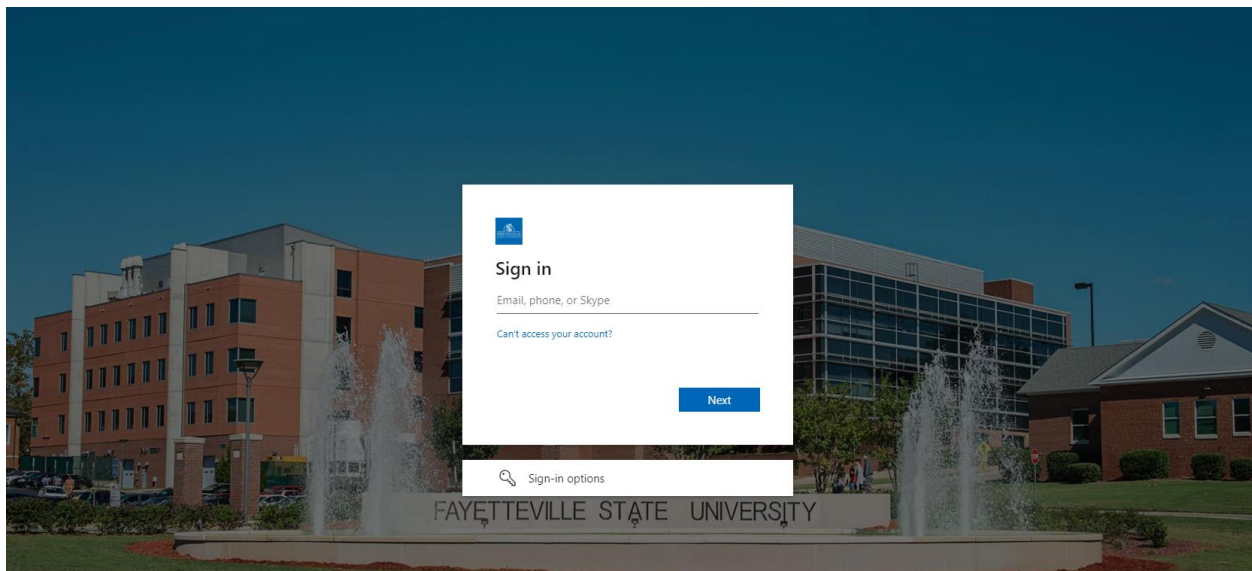 Sign in
Email, phone, or Skype
Can't access your account?
Next
Sign-in options
FAYETTEVILLE STATE UNIVERSITY